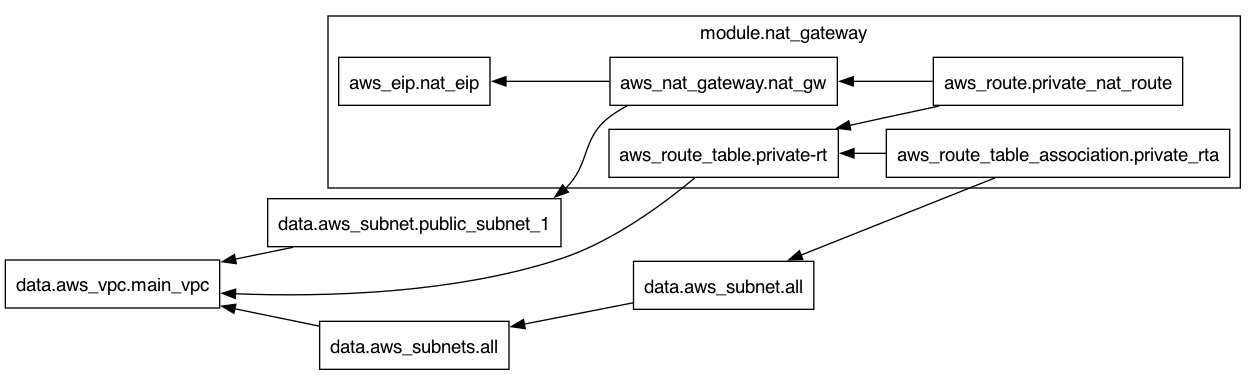 module.nat_gateway
aws_eip.nat_eip
aws_nat_gateway.nat_gw
aws_route.private_nat_route
aws_route_table.private-rt
aws_route_table_association.private_rta
data.aws_subnet.public_subnet_1
data.aws_vpc.main_vpc
data.aws_subnet.all
data.aws_subnets.all